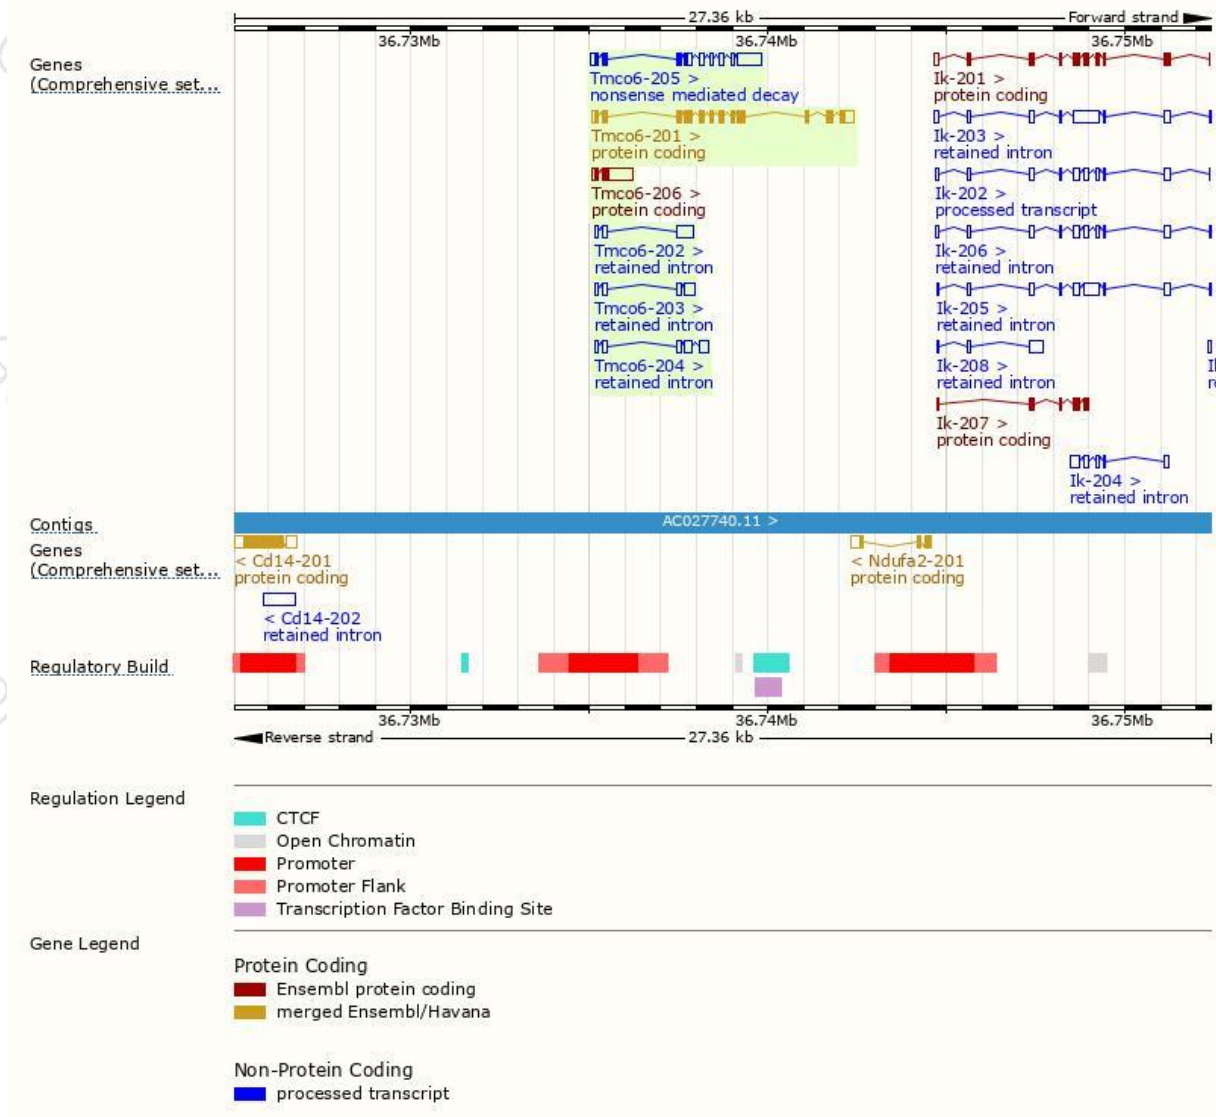 27.36 kb Forward strand
36.73Mb 36.74Mb 36.75Mb
Genes
(Comprehensive set...
Tmco6-205 >
nonsense mediated decay
Tmco6-201 >
protein coding
Tmco6-206 >
protein coding
Tmco6-202 >
retained intron
Tmco6-203 >
retained intron
Tmco6-204 >
retained intron
Ik-201 >
protein coding
Ik-203 >
retained intron
Ik-202 >
processed transcript
Ik-206 >
retained intron
Ik-205 >
retained intron
Ik-208 >
retained intron
Ik-207 >
protein coding
Ik-204 >
retained intron
Contigs
AC027740.11 >
Genes
(Comprehensive set...
< Cd14-201
protein coding
< Ndufa2-201
protein coding
< Cd14-202
retained intron
Regulatory Build
36.73Mb 36.74Mb 36.75Mb
Reverse strand 27.36 kb
Regulation Legend
CTCF
Open Chromatin
Promoter
Promoter Flank
Transcription Factor Binding Site
Gene Legend
Protein Coding
Ensembl protein coding
merged Ensembl/Havana
Non-Protein Coding
processed transcript